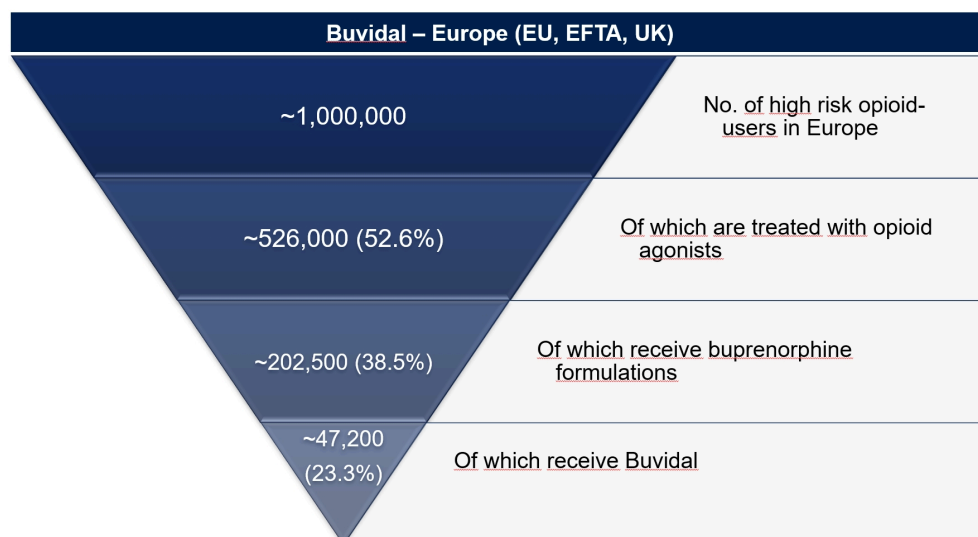 Buvidal – Europe (EU, EFTA, UK)
~1,000,000
No. of high risk opioid-
users in Europe
~526,000 (52.6%)
Of which are treated with opioid
agonists
~202,500 (38.5%)
Of which receive buprenorphine
formulations
~47,200
(23.3%)
Of which receive Buvidal